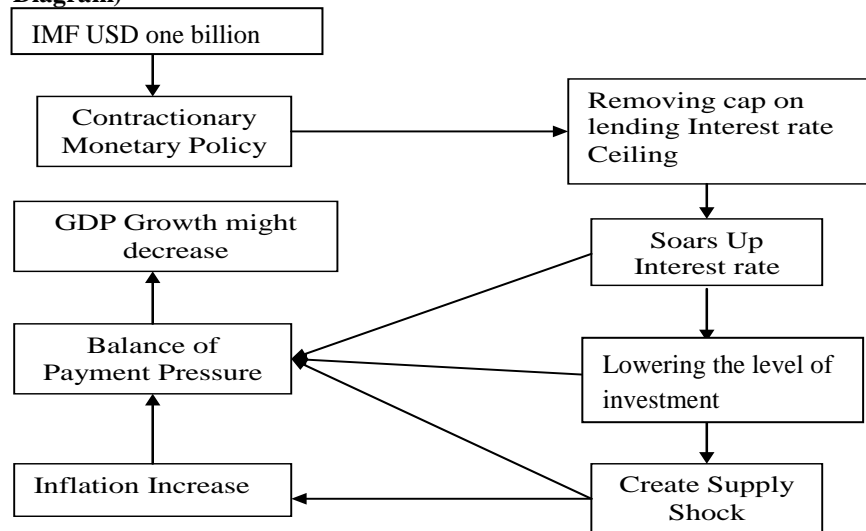 Diagram)
IMF USD one billion
Contractionary
Monetary Policy
Removing cap on
lending Interest rate
Ceiling
GDP Growth might
decrease
Soars Up
Interest rate
Balance of
Payment Pressure
Lowering the level of
investment
Inflation Increase
Create Supply
Shock